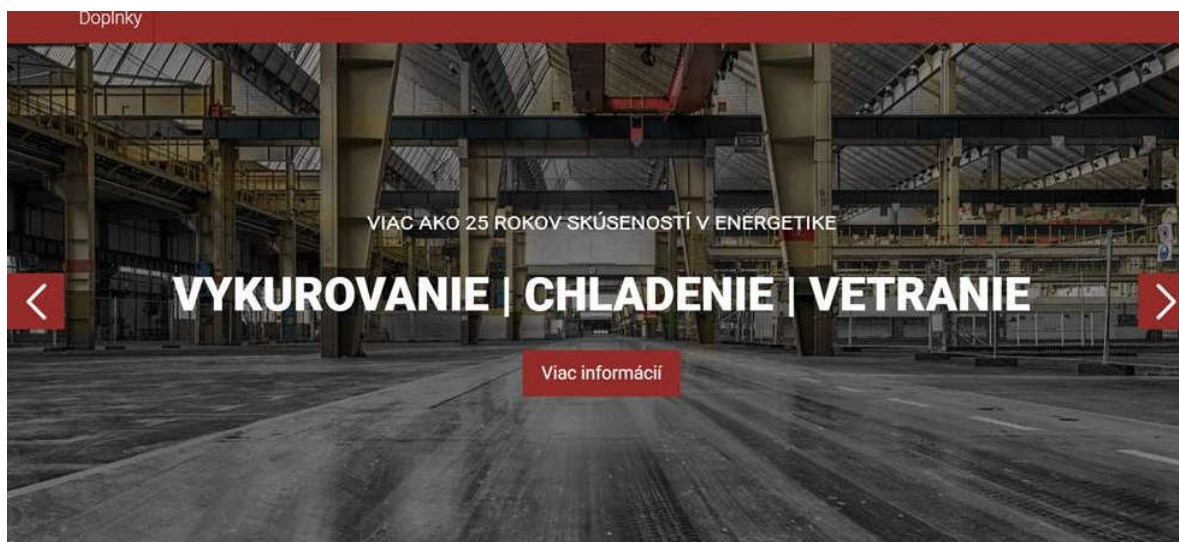 Doplnky
VIAC AKO 25 ROKOV SKÚSENOSTÍ V ENERGETIKE
VYKUROVANIE | CHLADENIE | VETRANIE
Viac informácií